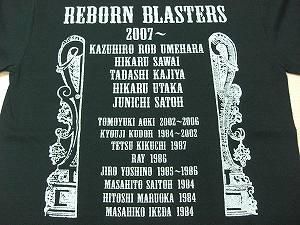 REBORN BLASTERS
2007~
KAZUHIRO ROB UMEHARA
HIKARU SAWAI
TADASHI KAJIYA
HIKARU UTAKA
JUNICHI SATOH
TOMOYUKI AOKI 2002~2006
KYOUJI KUDOH 1984~2002
TETSU KIKUCHI 1987
RAY 1986
JIRO YOSHINO 1985~1986
MASAHITO SAITOH 1984
HITOSHI MARUOKA 1984
MASAHIKO IKEDA 1984